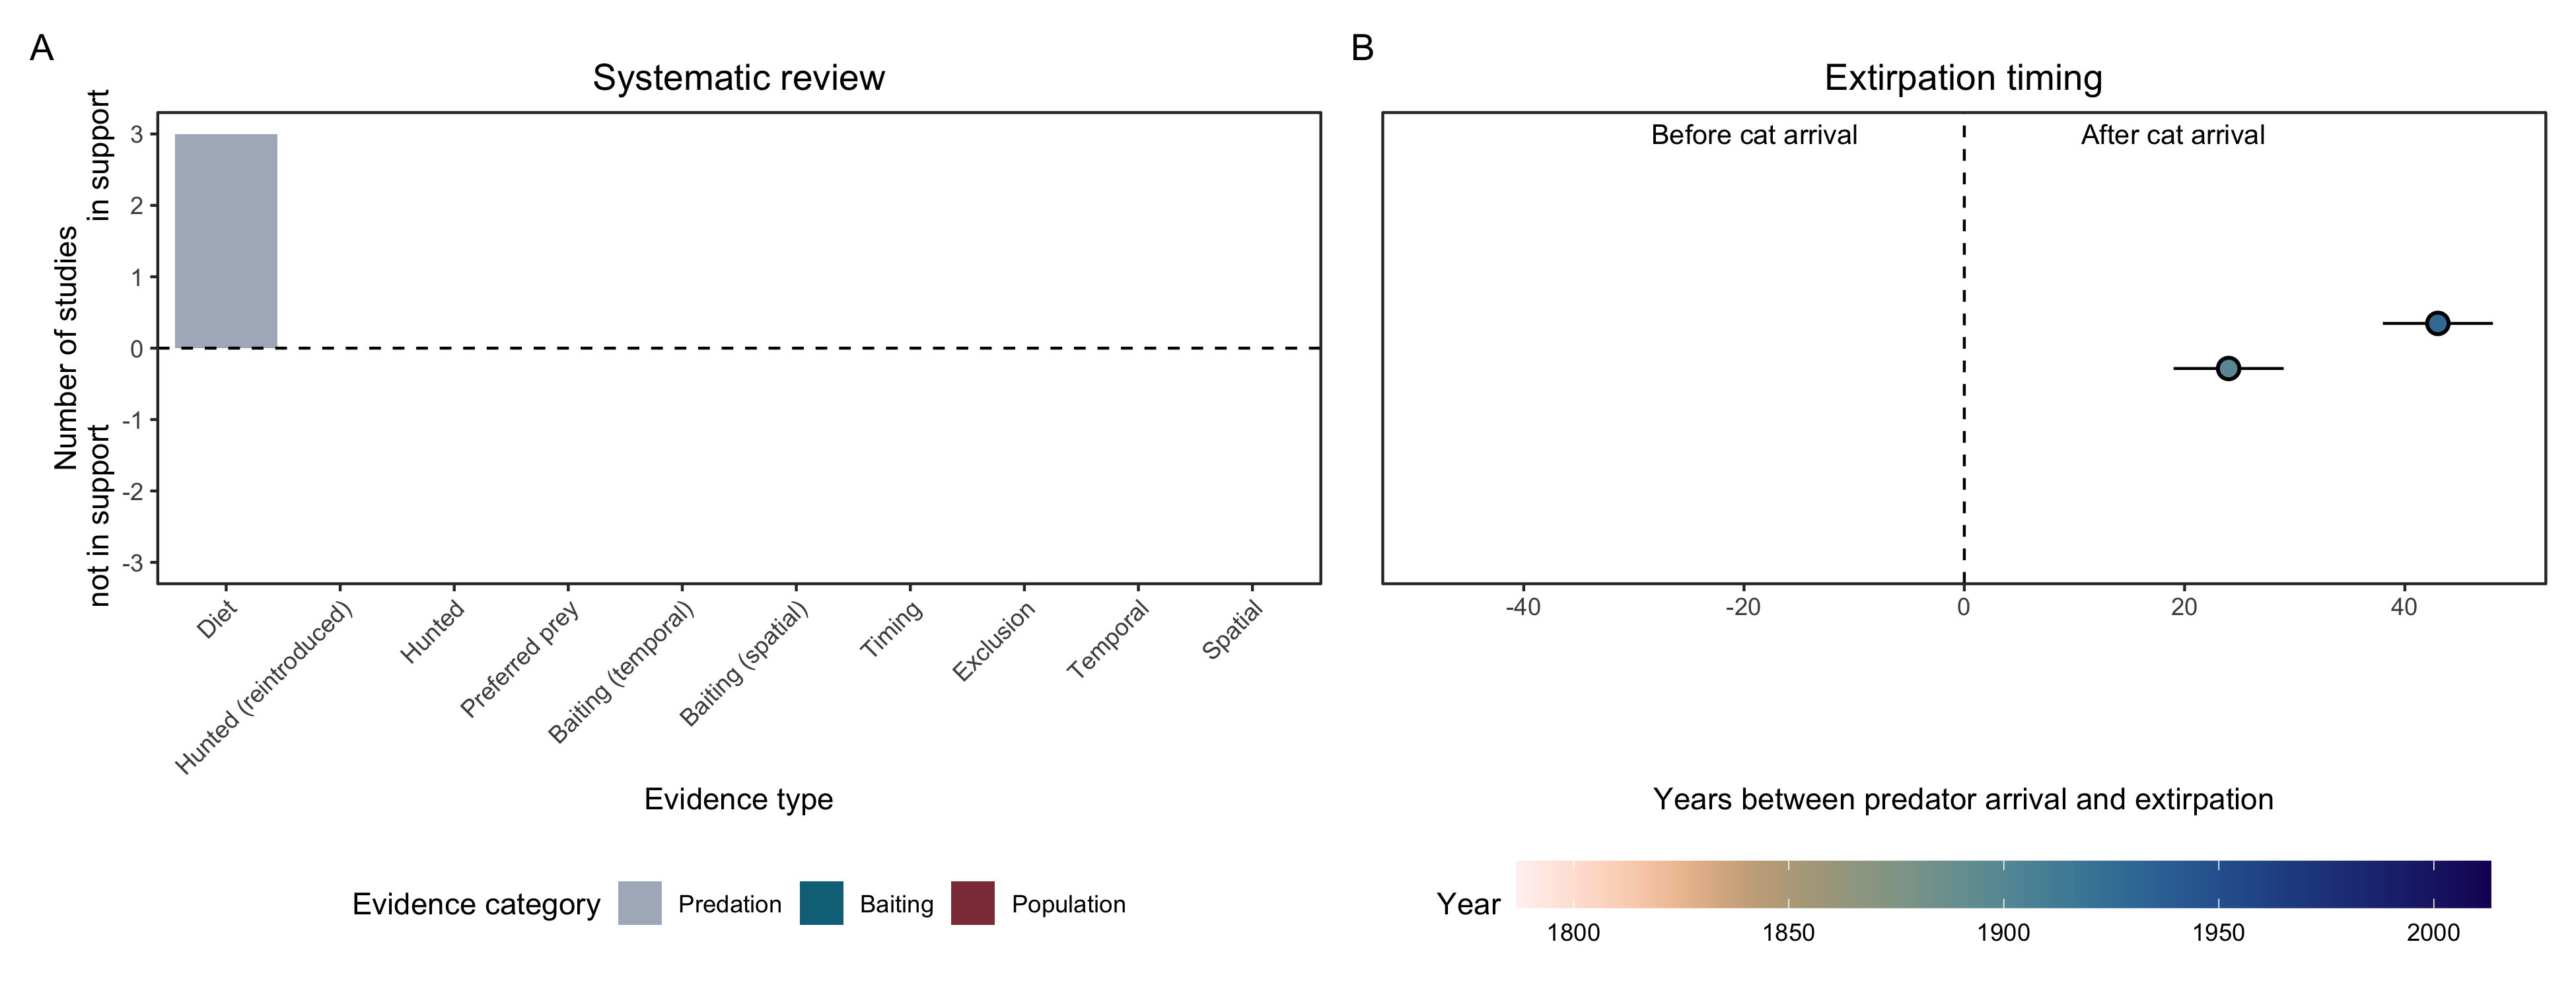 A
Systematic review
Number of studies
in support
not in support
3
2
1
0
-1
-2
-3
Diet
Hunted (reintroduced)
Hunted
Preferred prey
Baiting (temporal)
Baiting (spatial)
Timing
Exclusion
Temporal
Spatial
Evidence type
Evidence category
Predation
Baiting
Population
B
Extirpation timing
Before cat arrival
After cat arrival
-40
-20
0
20
40
Years between predator arrival and extirpation
Year
1800
1850
1900
1950
2000